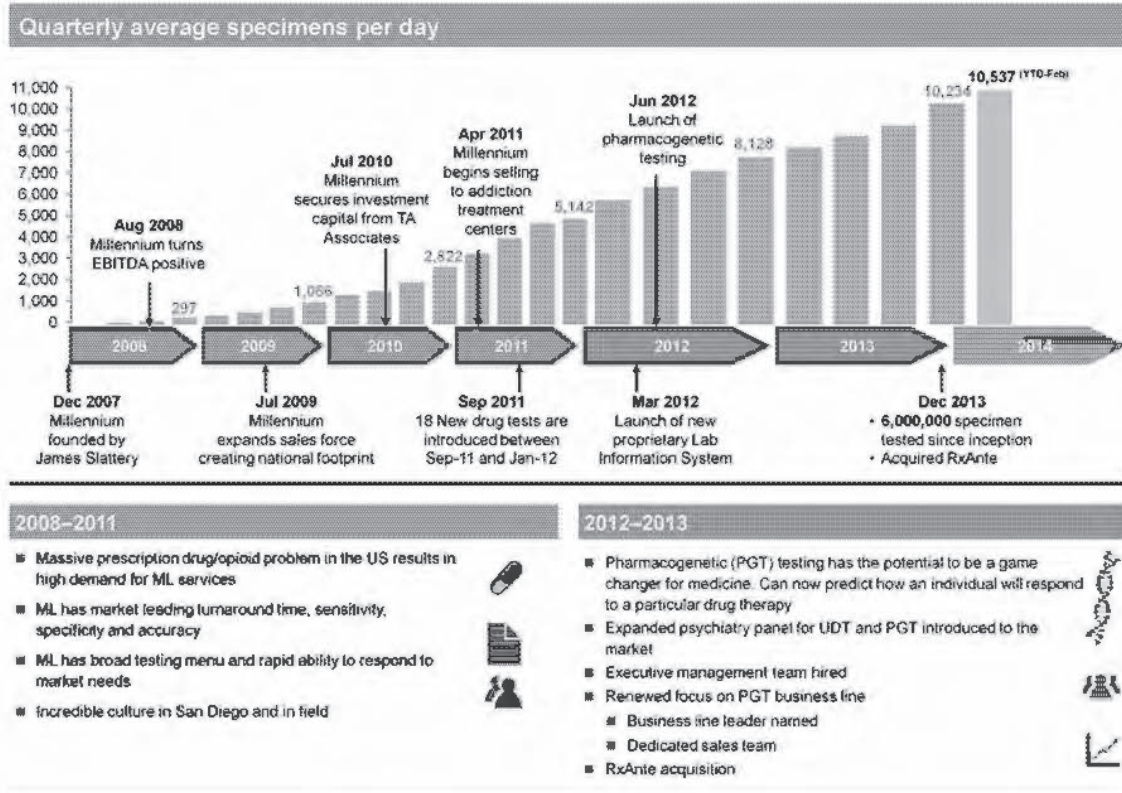 Quarterly average specimens per day
11,000
10,000
9,000
8,000
7,000
6,000
5,000
4,000
3,000
2,000
1,000
0
Aug 2008
Millennium turns
EBITDA positive
297
1,066
Jul 2010
Millennium
secures investment
capital from TA
Associates
2,822
Apr 2011
Millennium
begins selling
to addiction
treatment
centers
5,142
Jun 2012
Launch of
pharmacogenetic
testing
8,128
10,234
10,537 (YTD-Feb)
2008
2009
2010
2011
2012
2013
2014
Dec 2007
Millennium
founded by
James Slattery
Jul 2009
Millennium
expands sales force
creating national footprint
Sep 2011
18 New drug tests are
introduced between
Sep-11 and Jan-12
Mar 2012
Launch of new
proprietary Lab
Information System
Dec 2013
• 6,000,000 specimen
tested since inception
• Acquired RxAnte
2008–2011
■ Massive prescription drug/opioid problem in the US results in
high demand for ML services
■ ML has market leading turnaround time, sensitivity,
specificity and accuracy
■ ML has broad testing menu and rapid ability to respond to
market needs
■ Incredible culture in San Diego and in field
2012–2013
■ Pharmacogenetic (PGT) testing has the potential to be a game
changer for medicine. Can now predict how an individual will respond
to a particular drug therapy
■ Expanded psychiatry panel for UDT and PGT introduced to the
market
■ Executive management team hired
■ Renewed focus on PGT business line
■ Business line leader named
■ Dedicated sales team
■ RxAnte acquisition